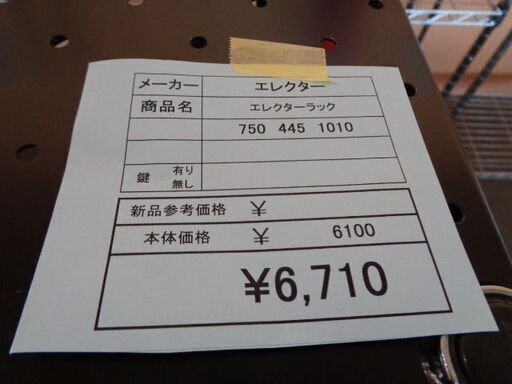 メーカー エレクター
商品名 エレクターラック
750 445 1010
鍵 有り
無し
新品参考価格 ¥
本体価格 ¥ 6100
¥6,710